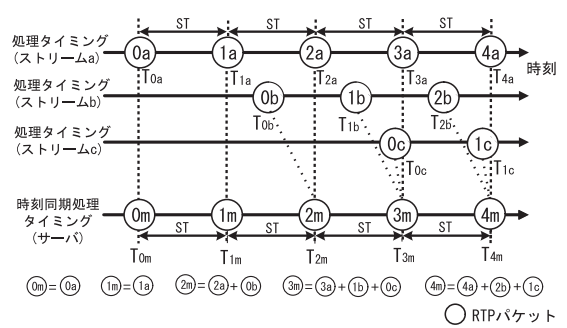 ST ST ST ST
処理タイミング
(ストリームa)
0a 1a 2a 3a 4a
時刻
T0a T1a T2a T3a T4a
処理タイミング
(ストリームb)
0b 1b 2b
T0b T1b T2b
処理タイミング
(ストリームc)
0c 1c
T0c T1c
時刻同期処理
タイミング
(サーバ)
0m 1m 2m 3m 4m
ST ST ST ST
T0m T1m T2m T3m T4m
0m=0a 1m=1a 2m=2a+0b 3m=3a+1b+0c 4m=4a+2b+1c
RTPパケット